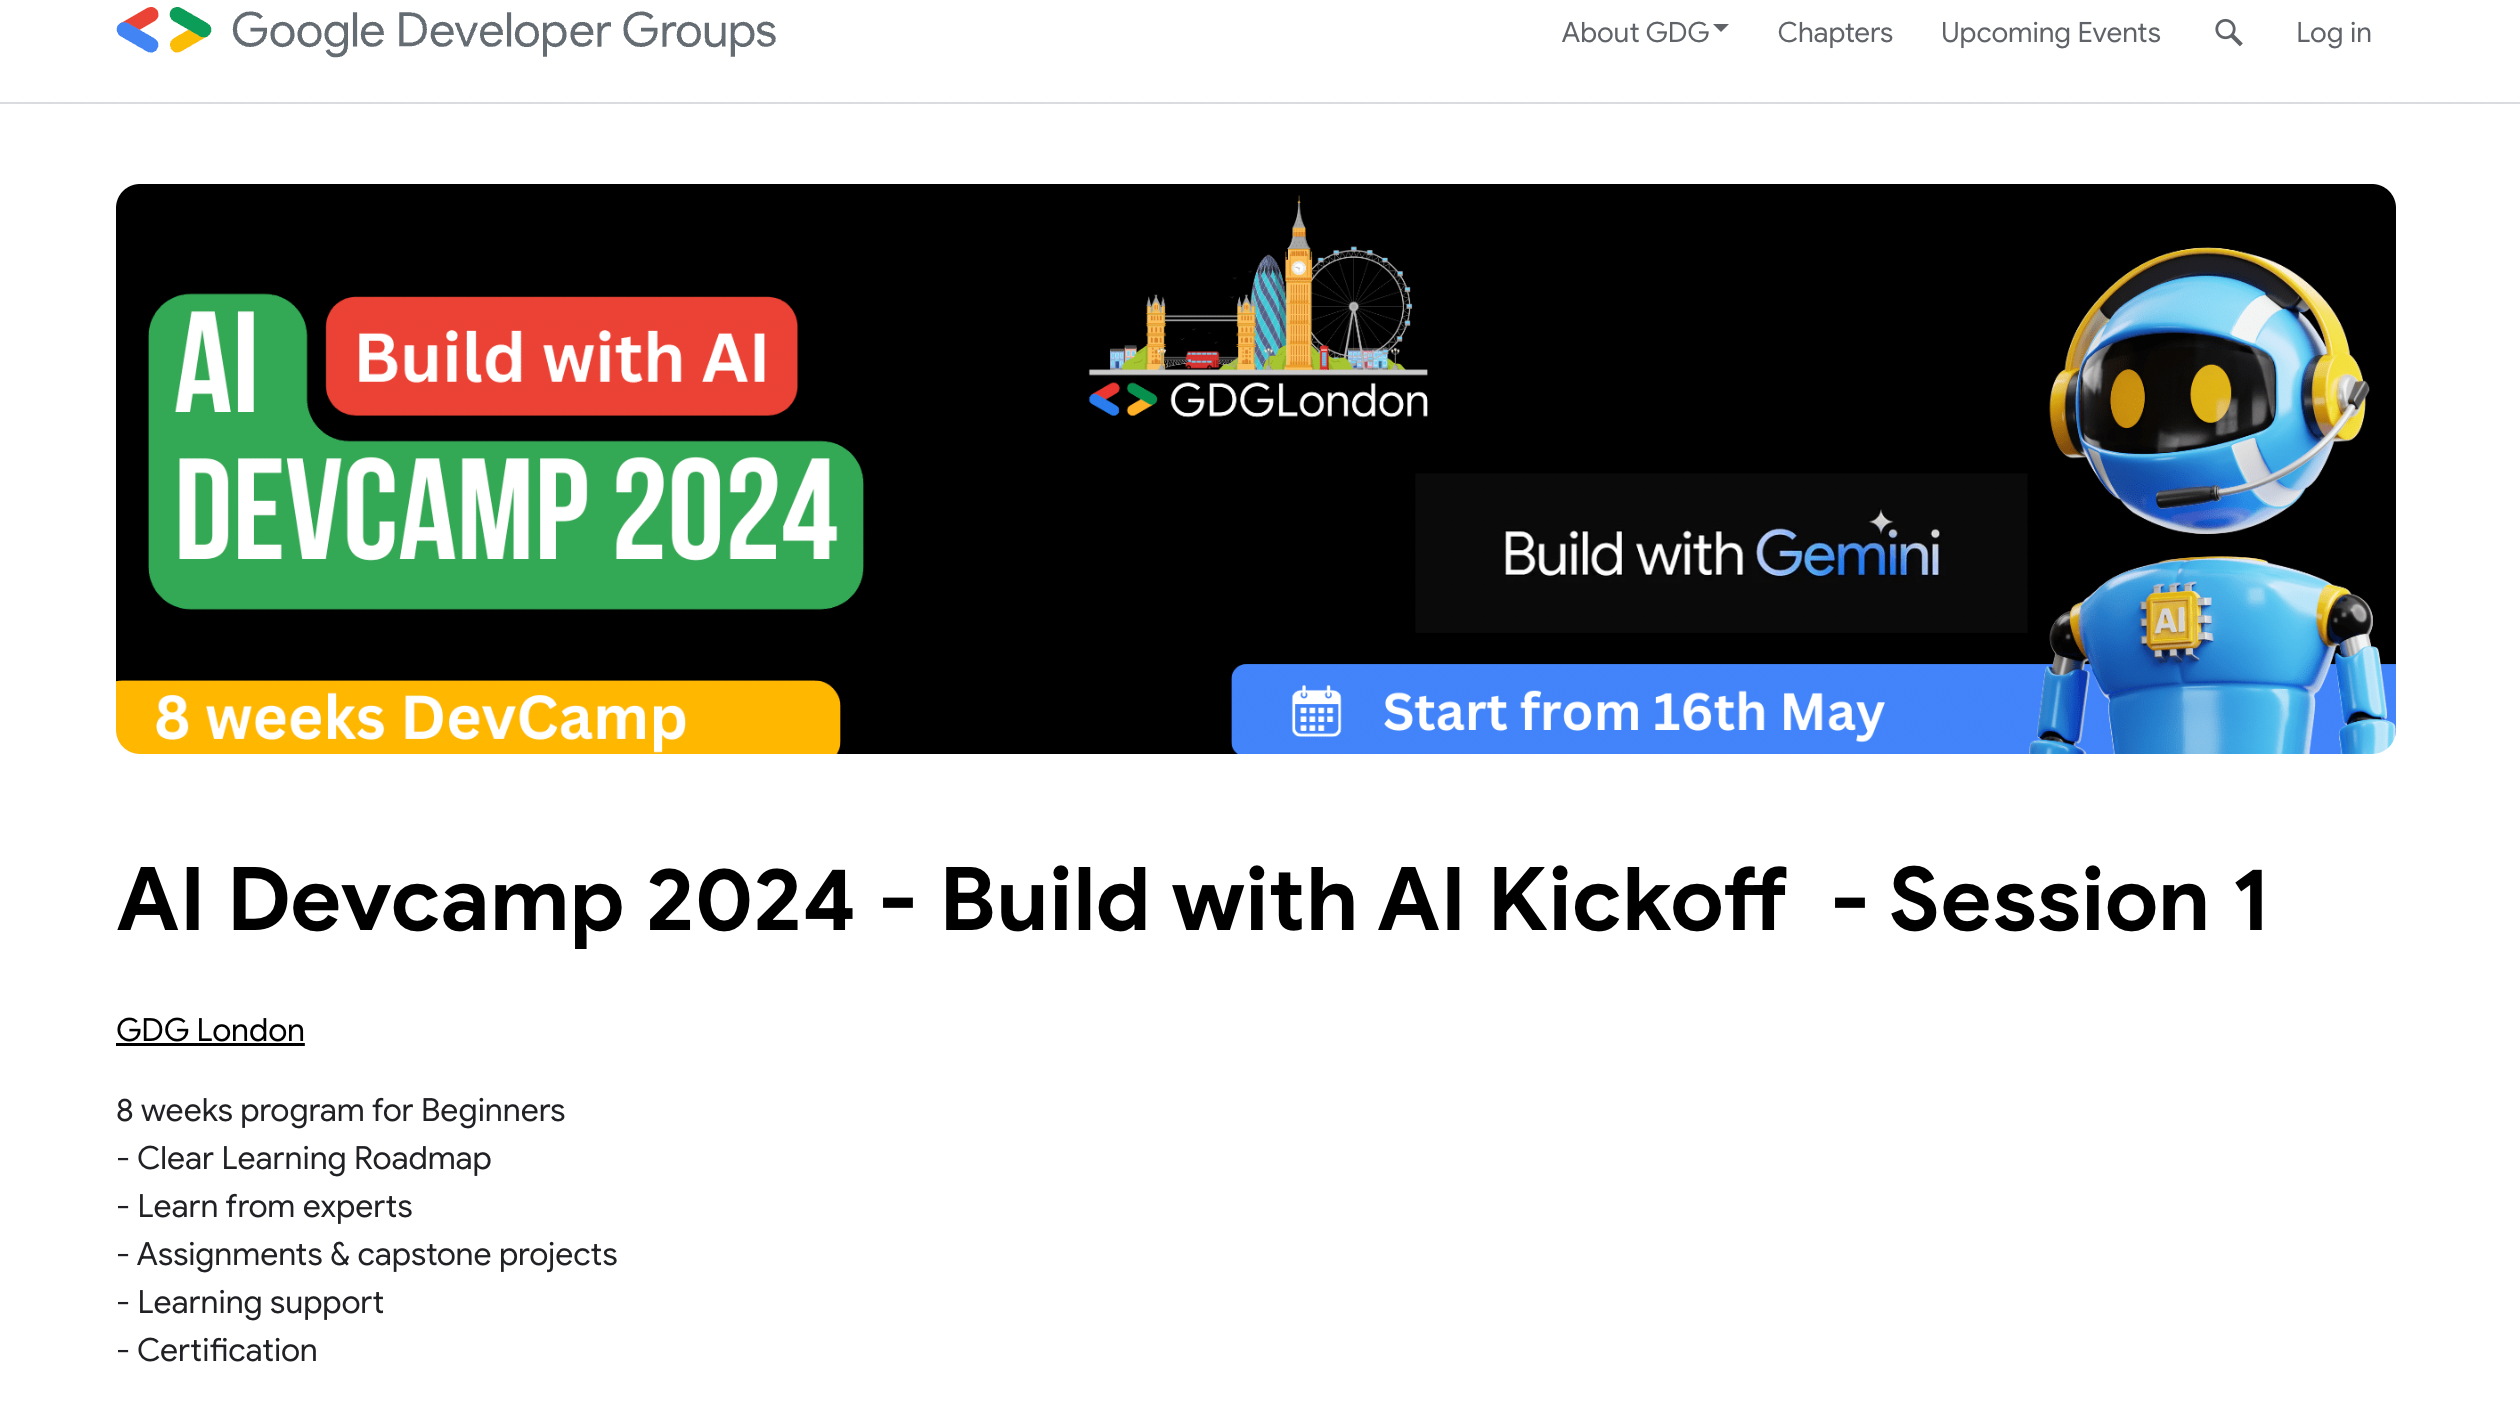 Google Developer Groups
About GDG
Chapters
Upcoming Events
Log in
AI
Build with AI
DEVCAMP 2024
GDGLondon
Build with Gemini
AI
8 weeks DevCamp
Start from 16th May
AI Devcamp 2024 - Build with AI Kickoff - Session 1
GDG London
8 weeks program for Beginners
- Clear Learning Roadmap
- Learn from experts
- Assignments & capstone projects
- Learning support
- Certification